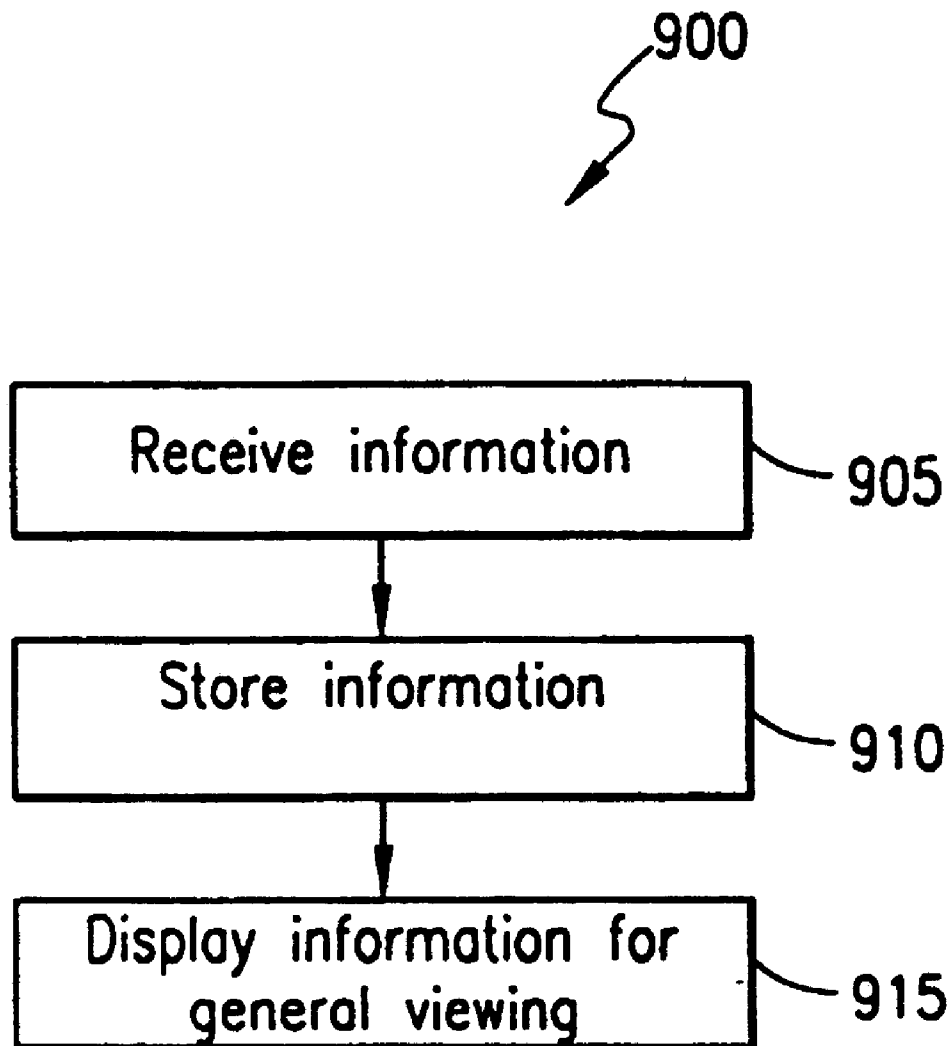 900
Receive information
905
Store information
910
Display information for
general viewing
915